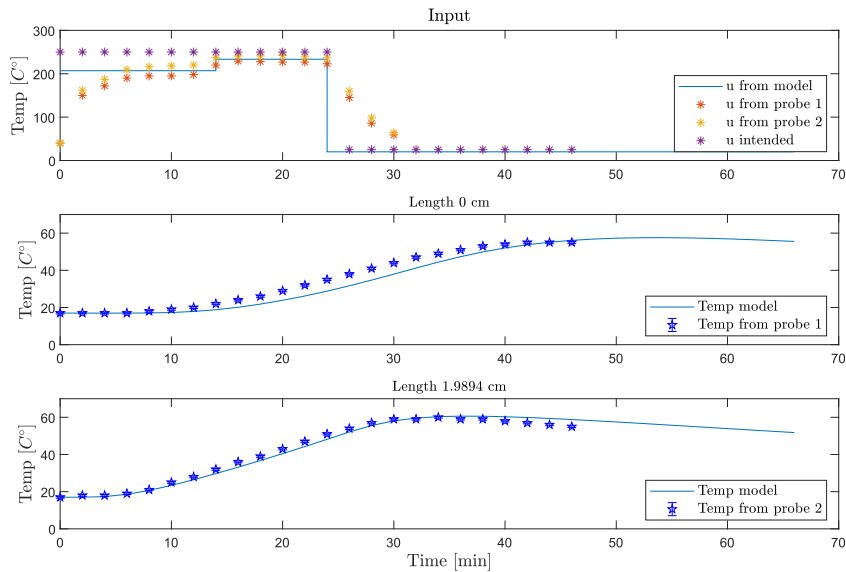 Input
Temp [C°]
300
200
100
0
0 10 20 30 40 50 60 70
u from model
u from probe 1
u from probe 2
u intended
Length 0 cm
Temp [C°]
60
40
20
0
0 10 20 30 40 50 60 70
Temp model
Temp from probe 1
Length 1.9894 cm
Temp [C°]
60
40
20
0
0 10 20 30 40 50 60 70
Temp model
Temp from probe 2
Time [min]